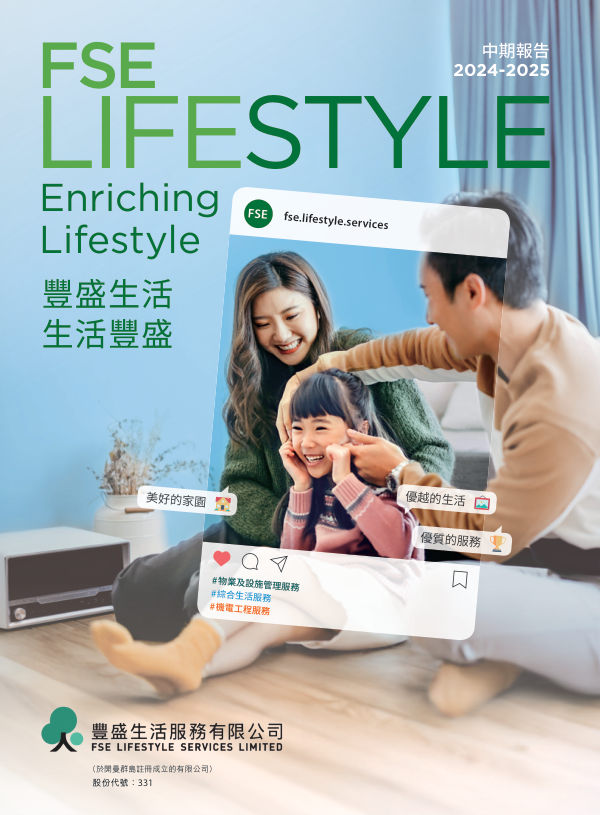 FSE
LIFESTYLE
中期報告
2024-2025
Enriching
Lifestyle
豐盛生活
生活豐盛
FSE
fse.lifestyle.services
美好的家園
優越的生活
優質的服務
#物業及設施管理服務
#綜合生活服務
#機電工程服務
豐盛生活服務有限公司
FSE LIFESTYLE SERVICES LIMITED
(於開曼群島註冊成立的有限公司)
股份代號：331